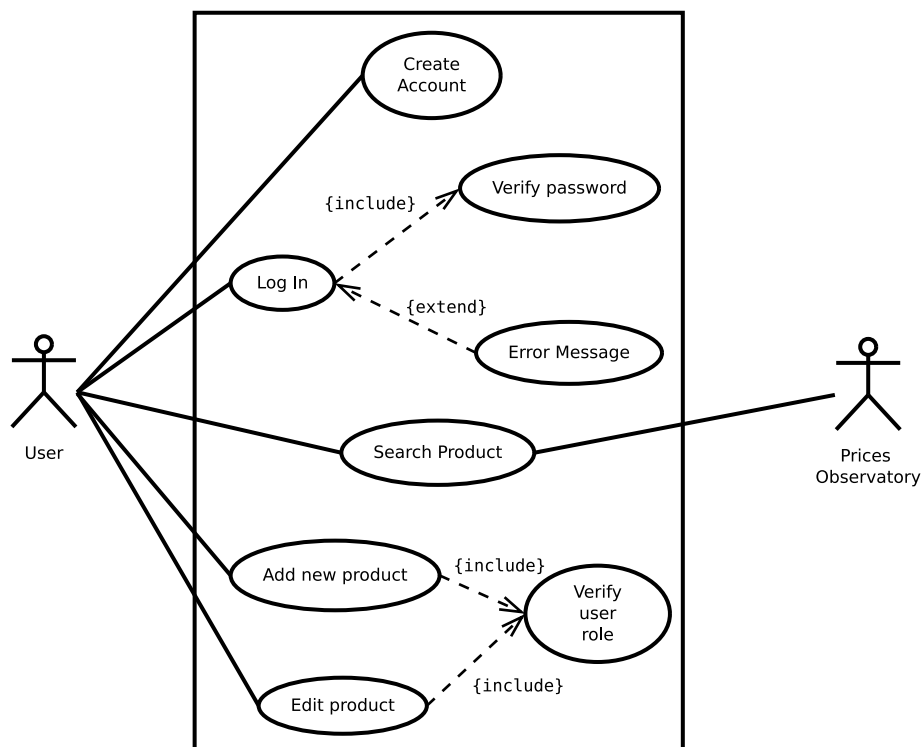 Create
Account
Verify password
{include}
Log In
{extend}
Error Message
User
Search Product
Prices
Observatory
Add new product
{include}
Verify
user
role
{include}
Edit product